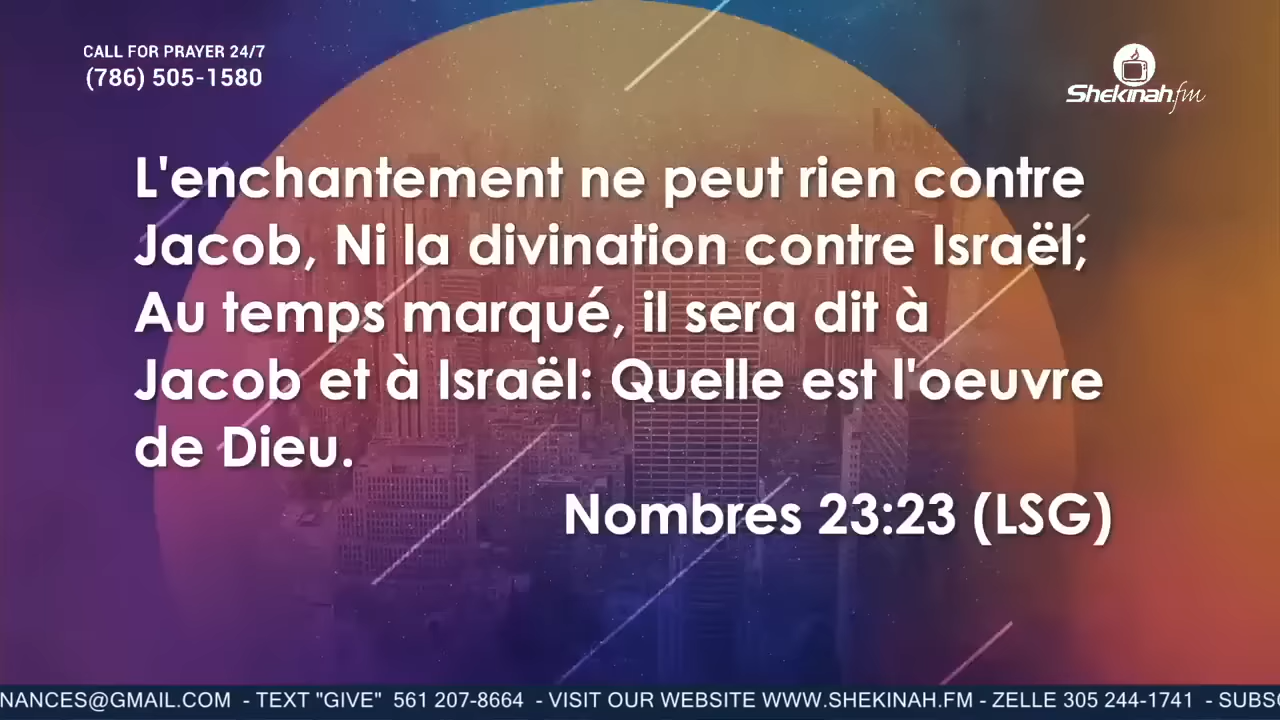 CALL FOR PRAYER 24/7
(786) 505-1580
Shekinah.fm
L'enchantement ne peut rien contre
Jacob, Ni la divination contre Israël;
Au temps marqué, il sera dit à
Jacob et à Israël: Quelle est l'oeuvre
de Dieu.
Nombres 23:23 (LSG)
NANCES@GMAIL.COM - TEXT "GIVE" 561 207-8664 - VISIT OUR WEBSITE WWW.SHEKINAH.FM - ZELLE 305 244-1741 - SUBSC